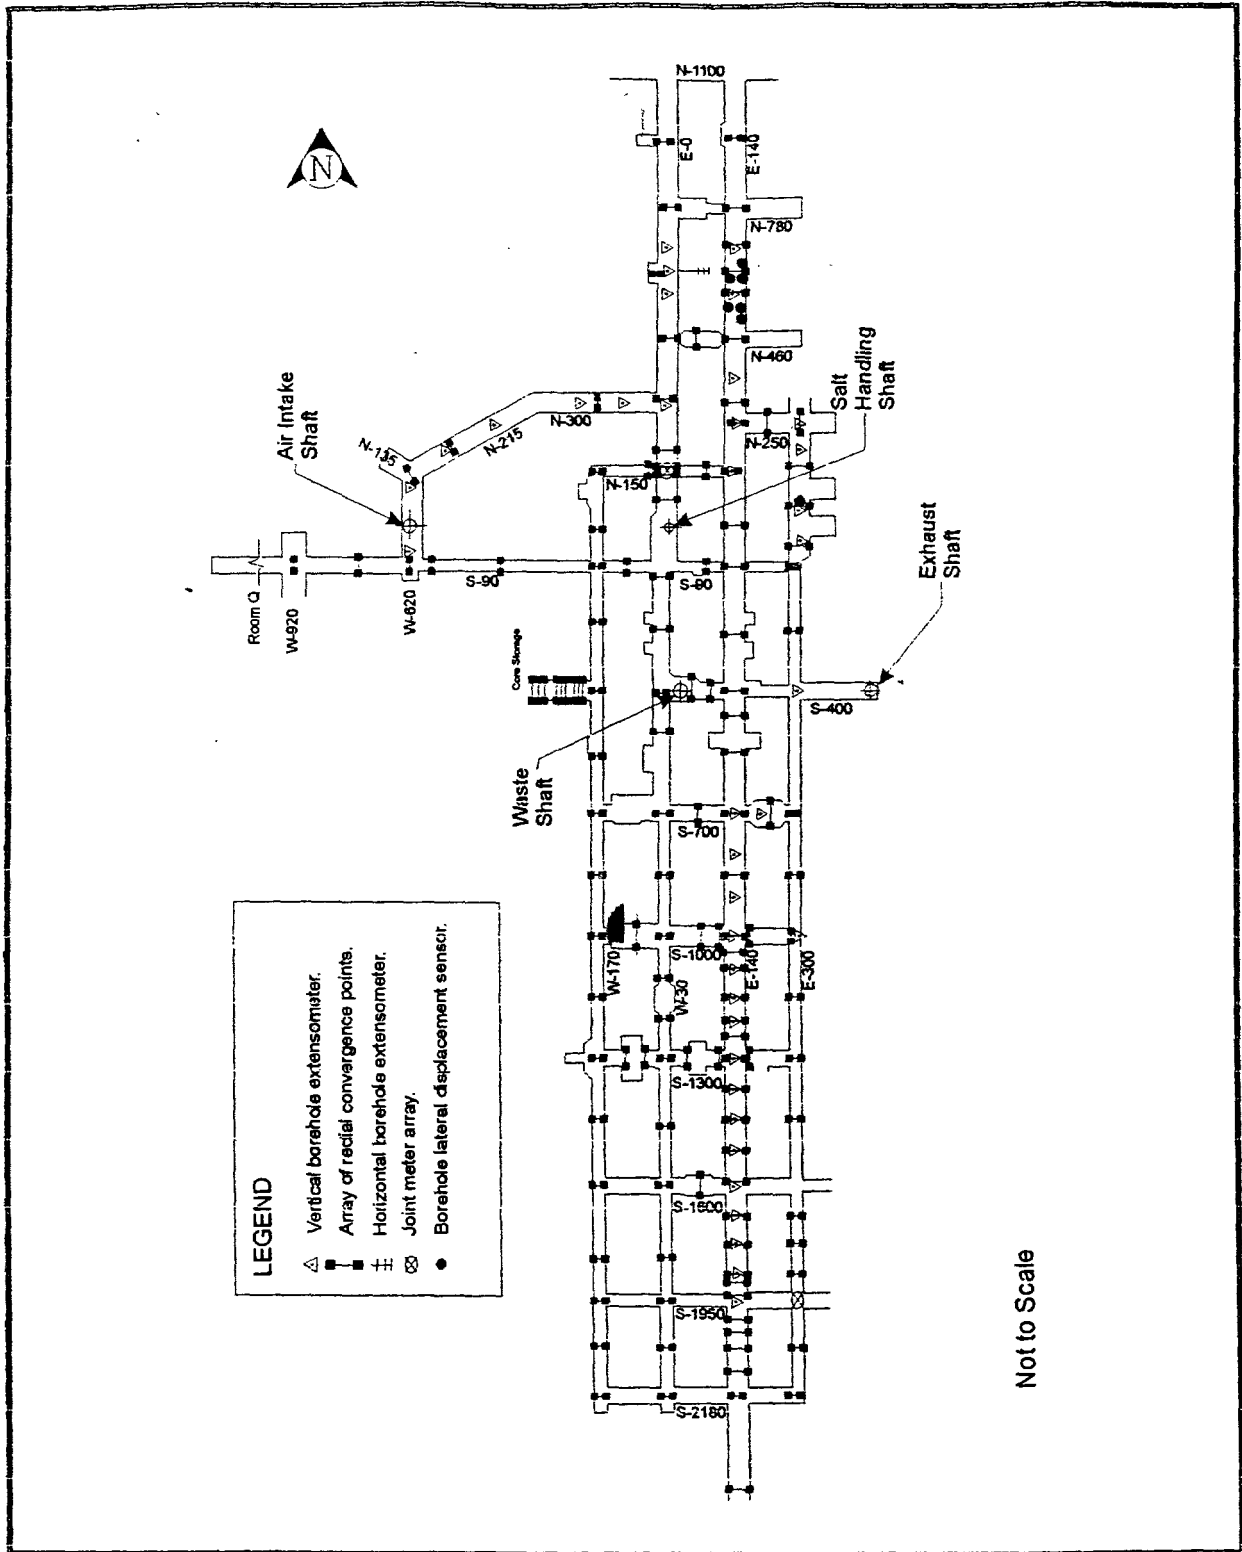 N-1100
N
E-0
E-140
N-780
N-460
Salt
Handling
Shaft
Air Intake
Shaft
N-135
N-215
N-300
N-250
N-150
Room Q
W-920
W-620
S-90
S-90
Exhaust
Shaft
Core Storage
S-400
Waste
Shaft
S-700
W-170
S-1000
E-140
E-300
W-30
S-1300
S-1600
S-1950
S-2180
LEGEND
Vertical borehole extensometer.
Array of radial convergence points.
Horizontal borehole extensometer.
Joint meter array.
Borehole lateral displacement sensor.
Not to Scale